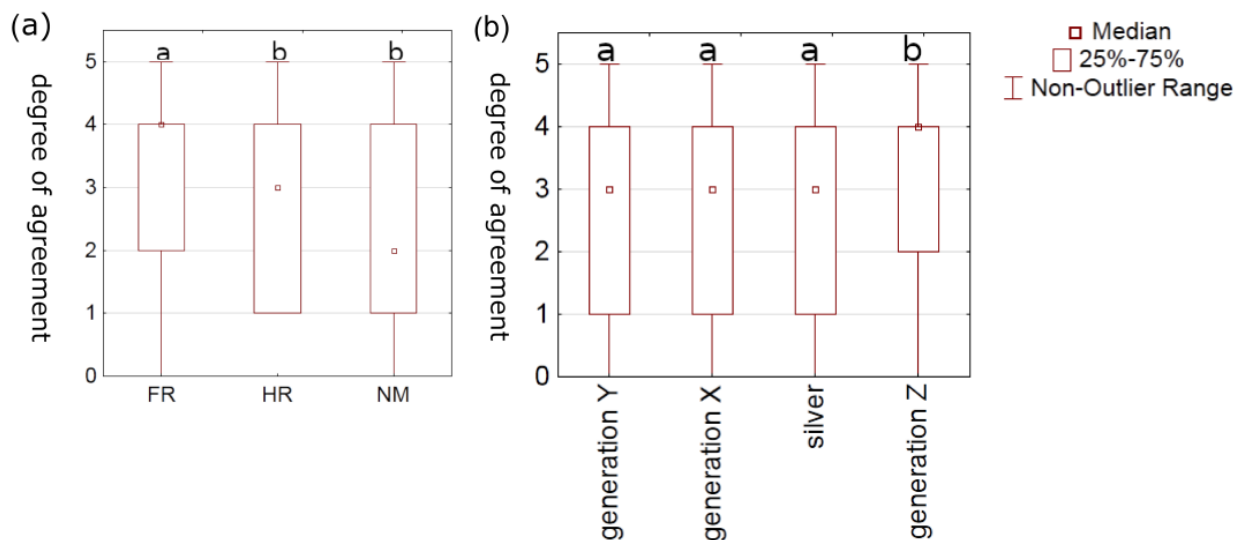 (a)
a b b
degree of agreement
5
4
3
2
1
0
FR HR NM
(b)
a a a b
degree of agreement
5
4
3
2
1
0
generation Y
generation X
silver
generation Z
Median
25%-75%
Non-Outlier Range